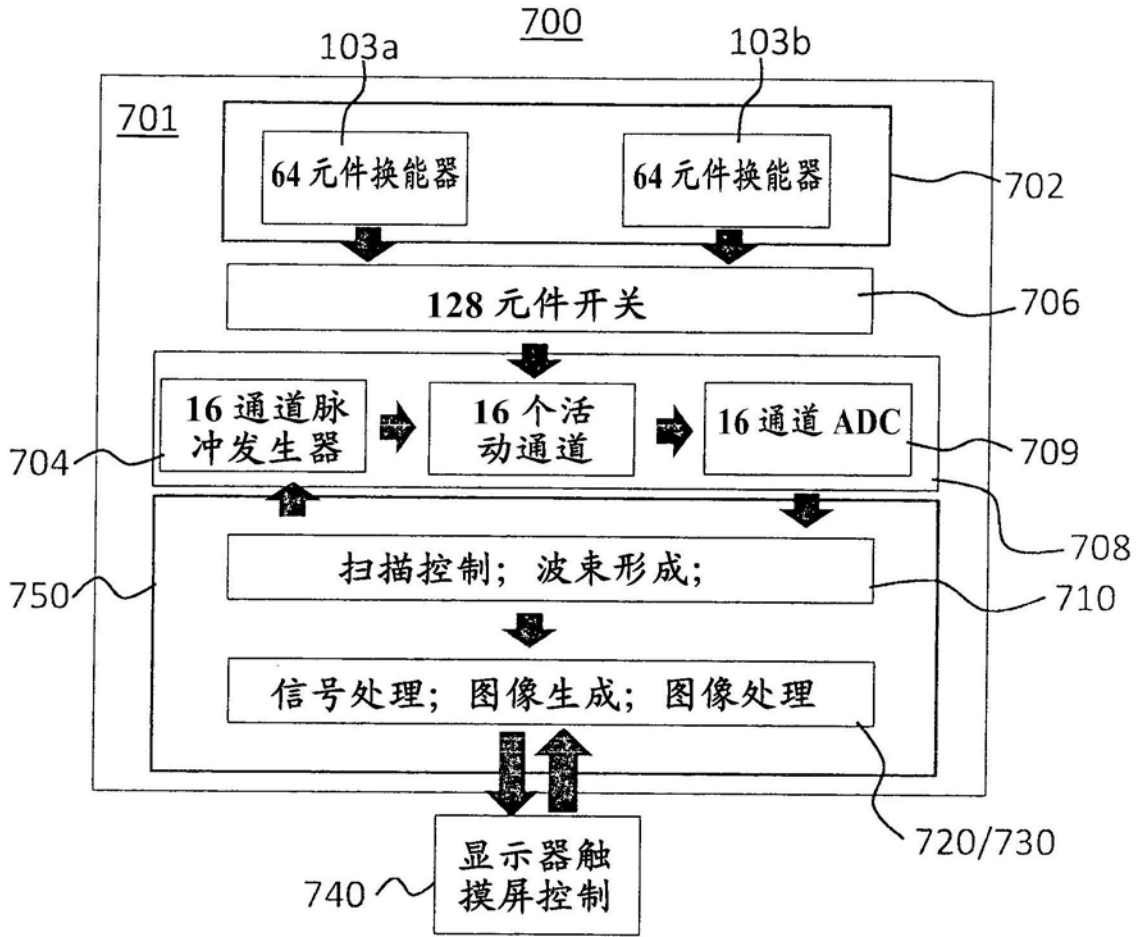 700
103a
103b
701
64 元件换能器
64 元件换能器
702
128 元件开关
706
16 通道脉
冲发生器
16 个活
动通道
16 通道 ADC
704
709
708
扫描控制；波束形成；
750
710
信号处理；图像生成；图像处理
720/730
显示器触
摸屏控制
740